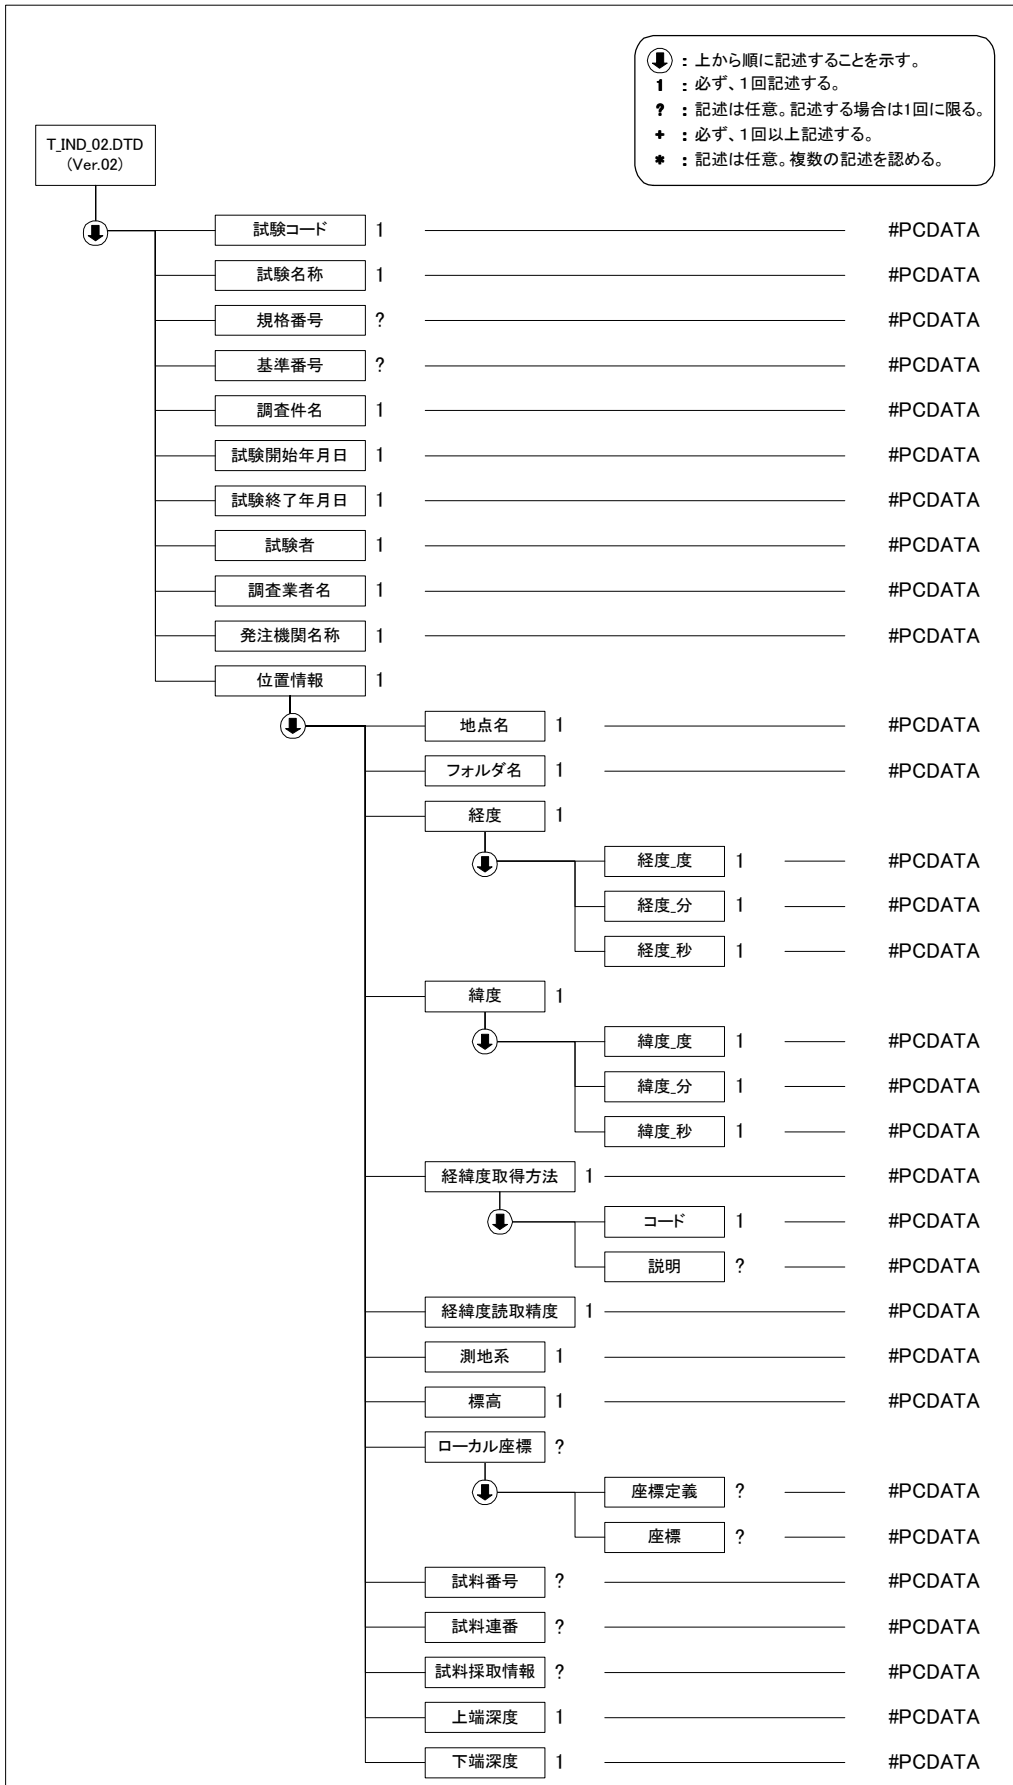 ⬇ : 上から順に記述することを示す。
1 : 必ず、1回記述する。
? : 記述は任意。記述する場合は1回に限る。
+ : 必ず、1回以上記述する。
* : 記述は任意。複数の記述を認める。
T_IND_02.DTD
(Ver.02)
試験コード 1 #PCDATA
試験名称 1 #PCDATA
規格番号 ? #PCDATA
基準番号 ? #PCDATA
調査件名 1 #PCDATA
試験開始年月日 1 #PCDATA
試験終了年月日 1 #PCDATA
試験者 1 #PCDATA
調査業者名 1 #PCDATA
発注機関名称 1 #PCDATA
位置情報 1
地点名 1 #PCDATA
フォルダ名 1 #PCDATA
経度 1
経度_度 1 #PCDATA
経度_分 1 #PCDATA
経度_秒 1 #PCDATA
緯度 1
緯度_度 1 #PCDATA
緯度_分 1 #PCDATA
緯度_秒 1 #PCDATA
経緯度取得方法 1 #PCDATA
コード 1 #PCDATA
説明 ? #PCDATA
経緯度読取精度 1 #PCDATA
測地系 1 #PCDATA
標高 1 #PCDATA
ローカル座標 ?
座標定義 ? #PCDATA
座標 ? #PCDATA
試料番号 ? #PCDATA
試料連番 ? #PCDATA
試料採取情報 ? #PCDATA
上端深度 1 #PCDATA
下端深度 1 #PCDATA